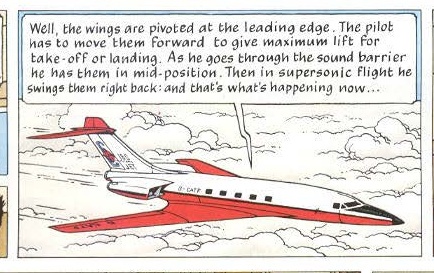 Well, the wings are pivoted at the leading edge. The pilot
has to move them forward to give maximum lift for
take-off or landing. As he goes through the sound barrier
he has them in mid-position. Then in supersonic flight he
swings them right back: and that's what's happening now...